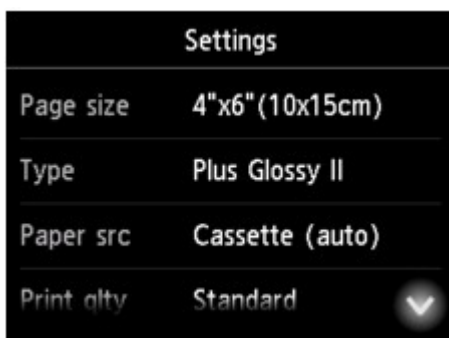 Settings
Page size 4"x6"(10x15cm)
Type Plus Glossy II
Paper src Cassette (auto)
Print qlty Standard